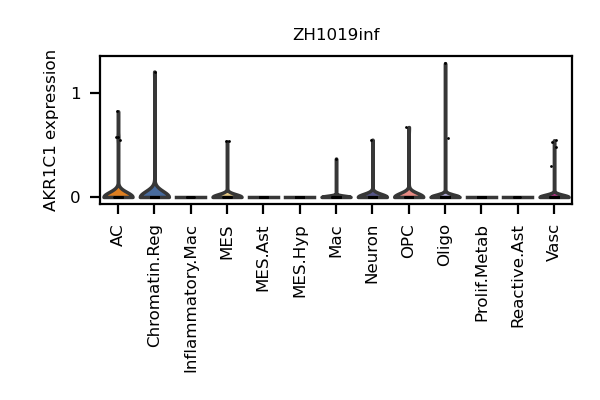 ZH1019inf
AKR1C1 expression
1
0
AC
Chromatin.Reg
Inflammatory.Mac
MES
MES.Ast
MES.Hyp
Mac
Neuron
OPC
Oligo
Prolif.Metab
Reactive.Ast
Vasc